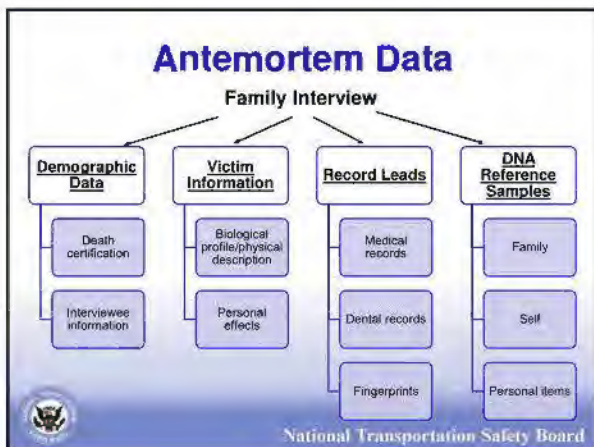 Antemortem Data
Family Interview
Demographic
Data
Death
certification
Interviewee
information
Victim
Information
Biological
profile/physical
description
Personal
effects
Record Leads
Medical
records
Dental records
Fingerprints
DNA
Reference
Samples
Family
Self
Personal items
National Transportation Safety Board